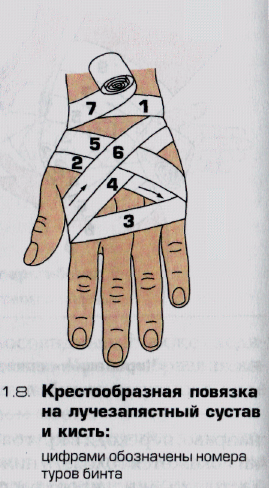 7 1
5 6
2
4
3
1.8. Крестообразная повязка
на лучезапястный сустав
и кисть:
цифрами обозначены номера
туров бинта